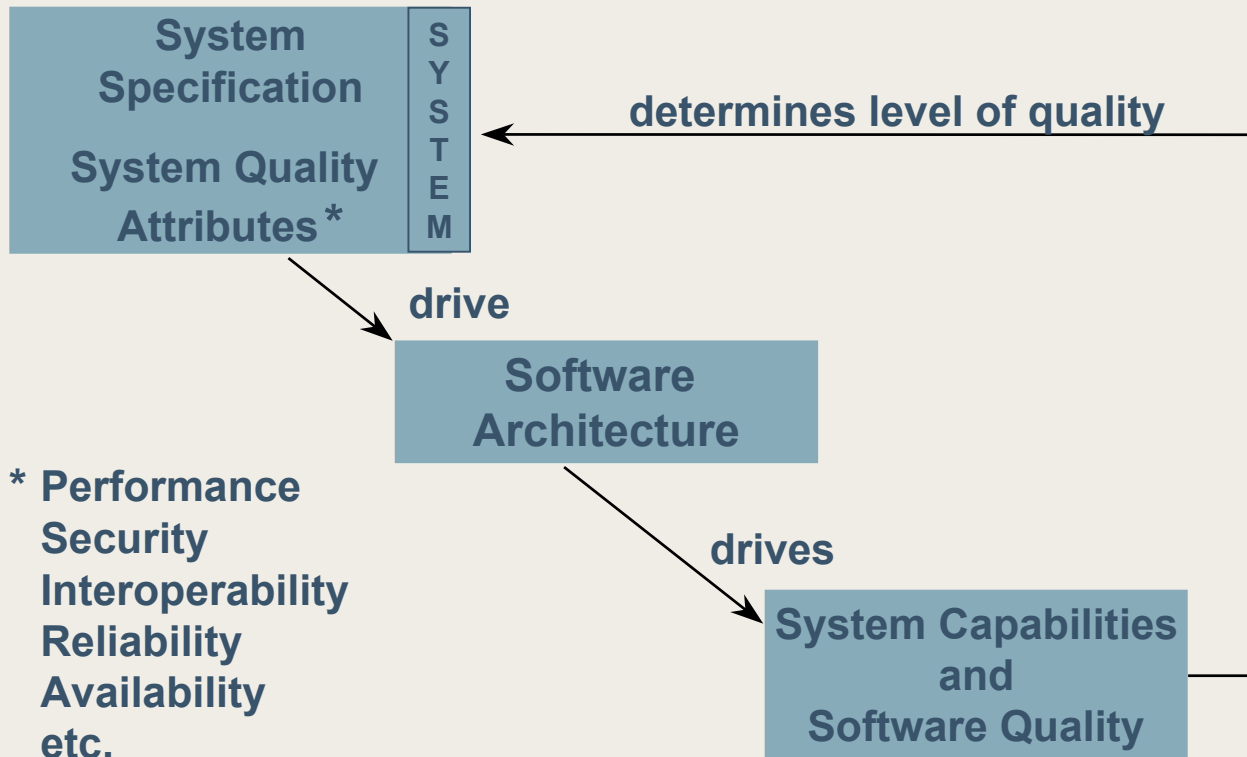 System
Specification
System Quality
Attributes *
S
Y
S
T
E
M
determines level of quality
drive
Software
Architecture
* Performance
Security
Interoperability
Reliability
Availability
etc.
drives
System Capabilities
and
Software Quality